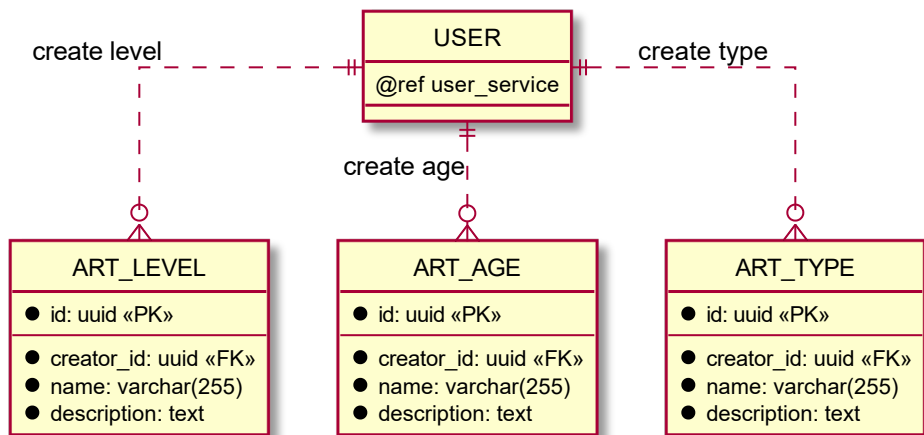 USER
@ref user_service
create level
create type
create age
ART_LEVEL
id: uuid «PK»
creator_id: uuid «FK»
name: varchar(255)
description: text
ART_AGE
id: uuid «PK»
creator_id: uuid «FK»
name: varchar(255)
description: text
ART_TYPE
id: uuid «PK»
creator_id: uuid «FK»
name: varchar(255)
description: text